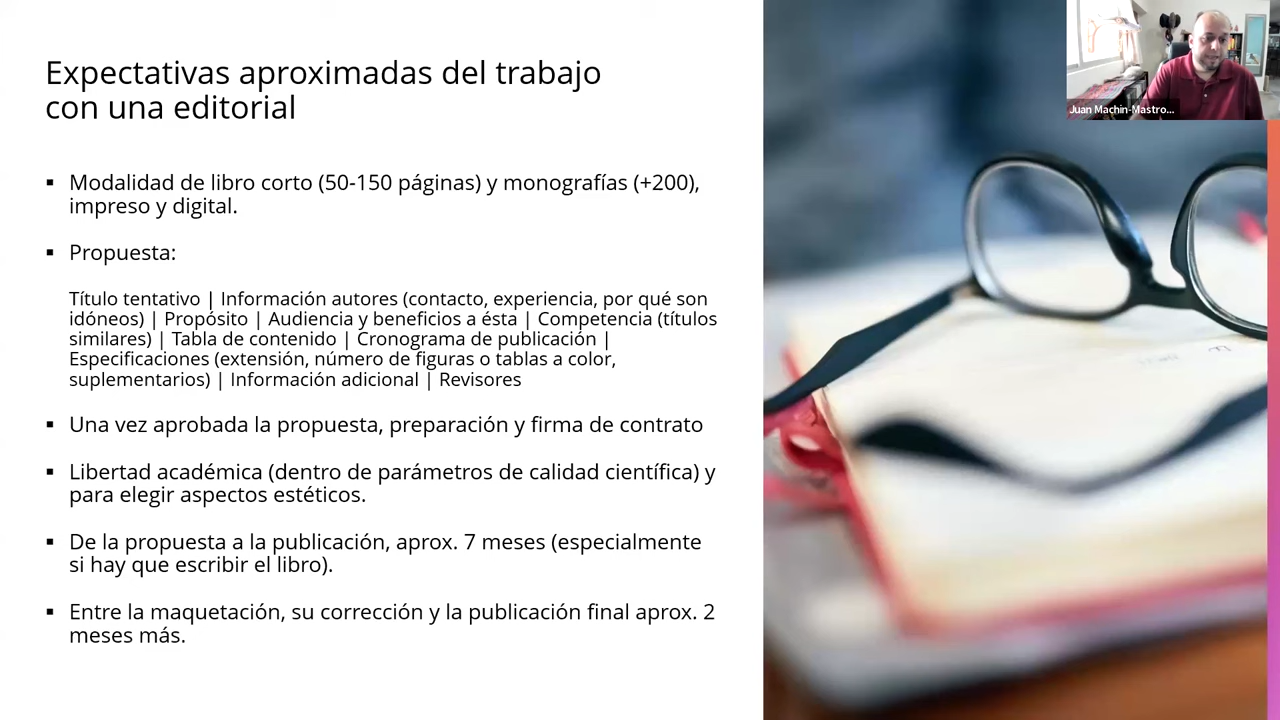 Expectativas aproximadas del trabajo
con una editorial
▪ Modalidad de libro corto (50-150 páginas) y monografías (+200),
impreso y digital.
▪ Propuesta:
Título tentativo | Información autores (contacto, experiencia, por qué son
idóneos) | Propósito | Audiencia y beneficios a ésta | Competencia (títulos
similares) | Tabla de contenido | Cronograma de publicación |
Especificaciones (extensión, número de figuras o tablas a color,
suplementarios) | Información adicional | Revisores
▪ Una vez aprobada la propuesta, preparación y firma de contrato
▪ Libertad académica (dentro de parámetros de calidad científica) y
para elegir aspectos estéticos.
▪ De la propuesta a la publicación, aprox. 7 meses (especialmente
si hay que escribir el libro).
▪ Entre la maquetación, su corrección y la publicación final aprox. 2
meses más.
Juan Machin-Mastro...